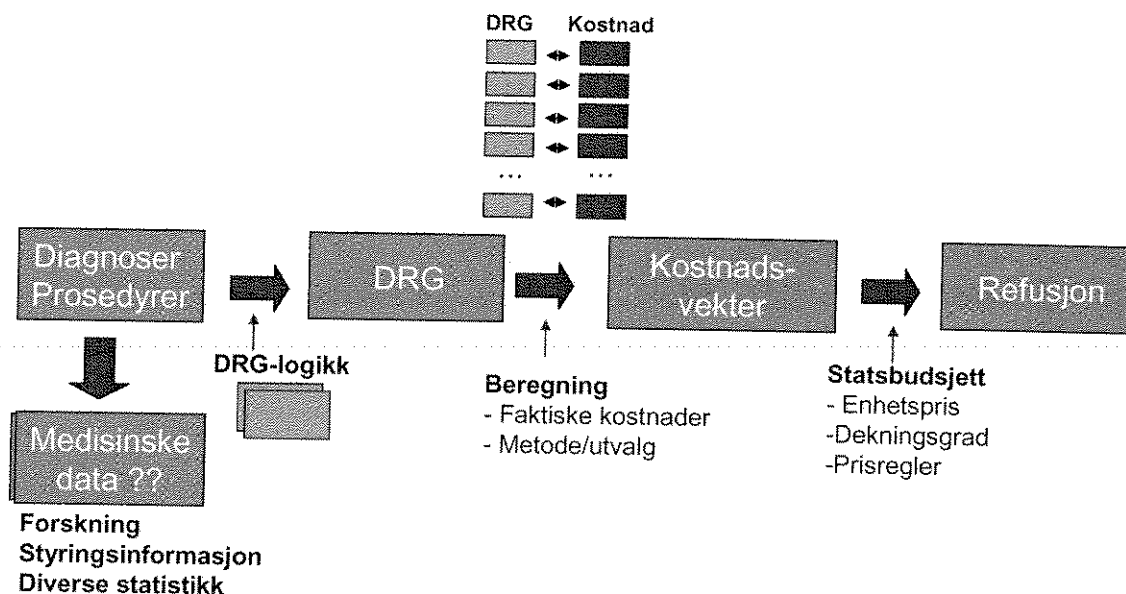 DRG Kostnad
... ...
Diagnoser
Prosedyrer
DRG
Kostnads-
vekter
Refusjon
DRG-logikk
Beregning
- Faktiske kostnader
- Metode/utvalg
Statsbudsjett
- Enhetspris
-Dekningsgrad
-Prisregler
Medisinske
data ??
Forskning
Styringsinformasjon
Diverse statistikk